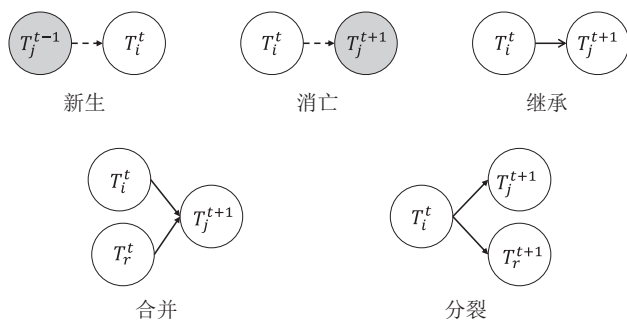 T_j^{t-1} T_i^t T_i^t T_j^{t+1} T_i^t T_j^{t+1}
新生 消亡 继承
T_i^t T_j^{t+1}
T_j^{t+1} T_i^t
T_r^t T_r^{t+1}
合并 分裂